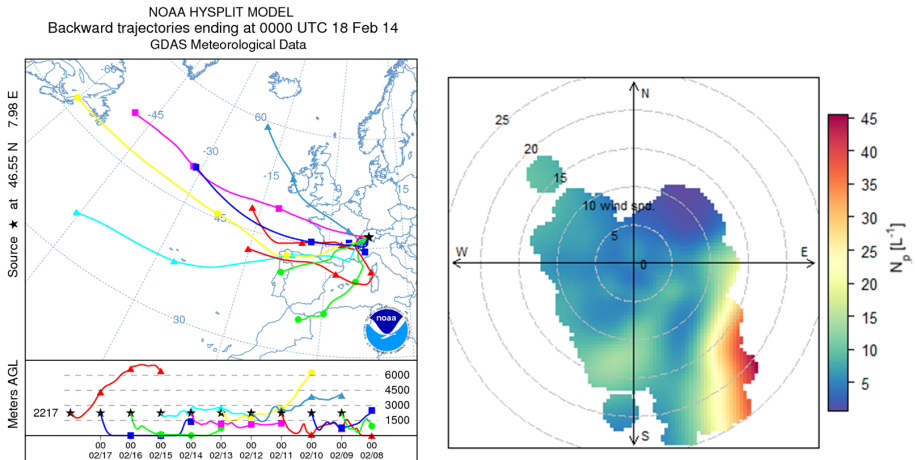 NOAA HYSPLIT MODEL
Backward trajectories ending at 0000 UTC 18 Feb 14
GDAS Meteorological Data
Source ★ at 46.55 N 7.98 E
-60
-45
-30
-15
0
15
60
45
30
noaa
Meters AGL
2217
6000
4500
3000
1500
00 00 00 00 00 00 00 00 00 00
02/17 02/16 02/15 02/14 02/13 02/12 02/11 02/10 02/09 02/08
N
25
20
15
10 wind spd.
5
0
W
E
S
45
40
35
30
25
20
15
10
5
Np [L-1]